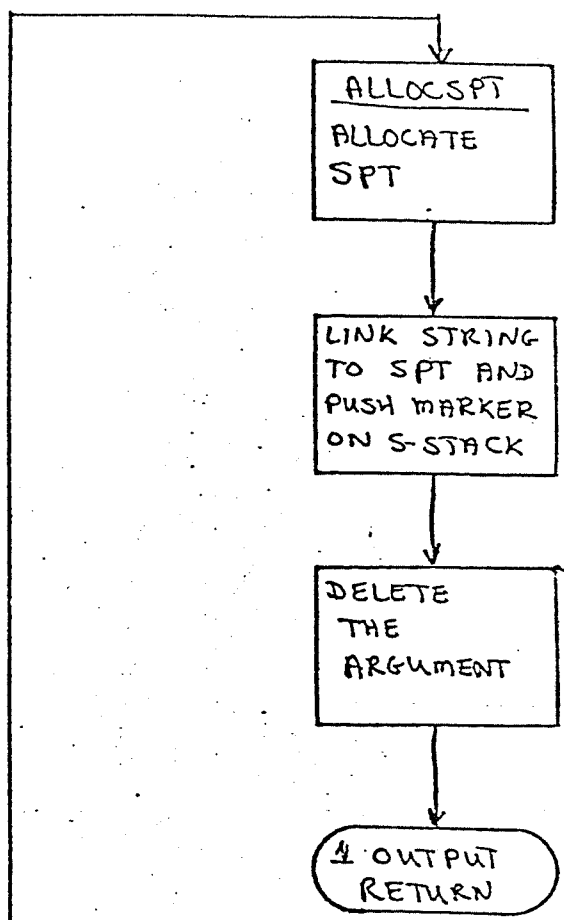 ALLOCSPT
ALLOCATE
SPT
LINK STRING
TO SPT AND
PUSH MARKER
ON S-STACK
DELETE
THE
ARGUMENT
1 OUTPUT
RETURN